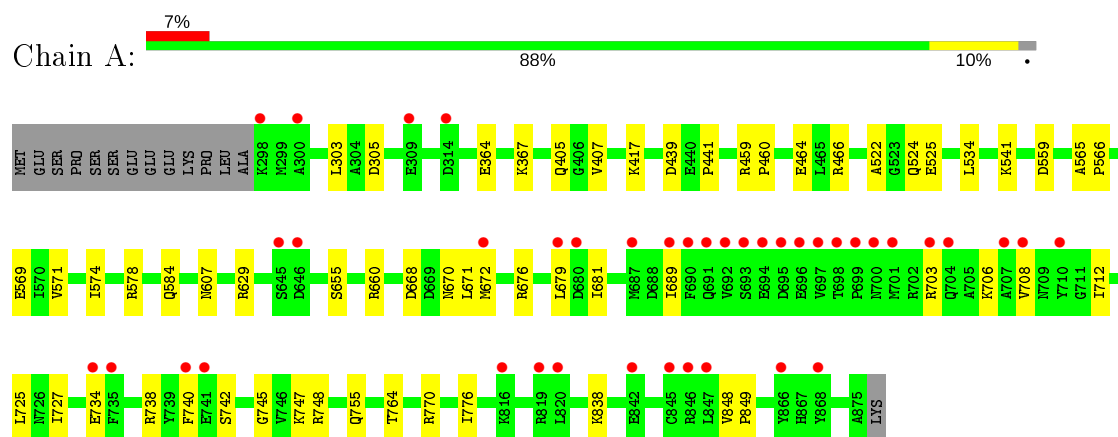 7%
Chain A:
88%
10%
MET GLU SER PRO SER SER GLU GLU GLU LYS PRO LEU ALA K298 M299 A300 L303 A304 D305 E309 D314 E364 K367 Q405 G406 V407 K417 D439 E440 P441 R459 P460 E464 L465 R466 A522 G523 Q524 E525 L534 K541 D559 A565 P566
E569 I570 V571 I574 R578 Q584 N607 R629 S645 D646 S655 R660 D668 D669 N670 L671 M672 R676 L679 D680 I681 M687 D688 I689 F690 Q691 V692 S693 E694 D695 E696 V697 T698 P699 N700 M701 R702 R703 Q704 A705 K706 A707 V708 N709 Y710 G711 I712
L725 N726 I727 E734 F735 R738 Y739 F740 E741 S742 G745 V746 K747 R748 Q755 T764 R770 I776 K816 R819 L820 K838 E842 C845 R846 L847 V848 P849 Y866 H867 Y868 A875 LYS